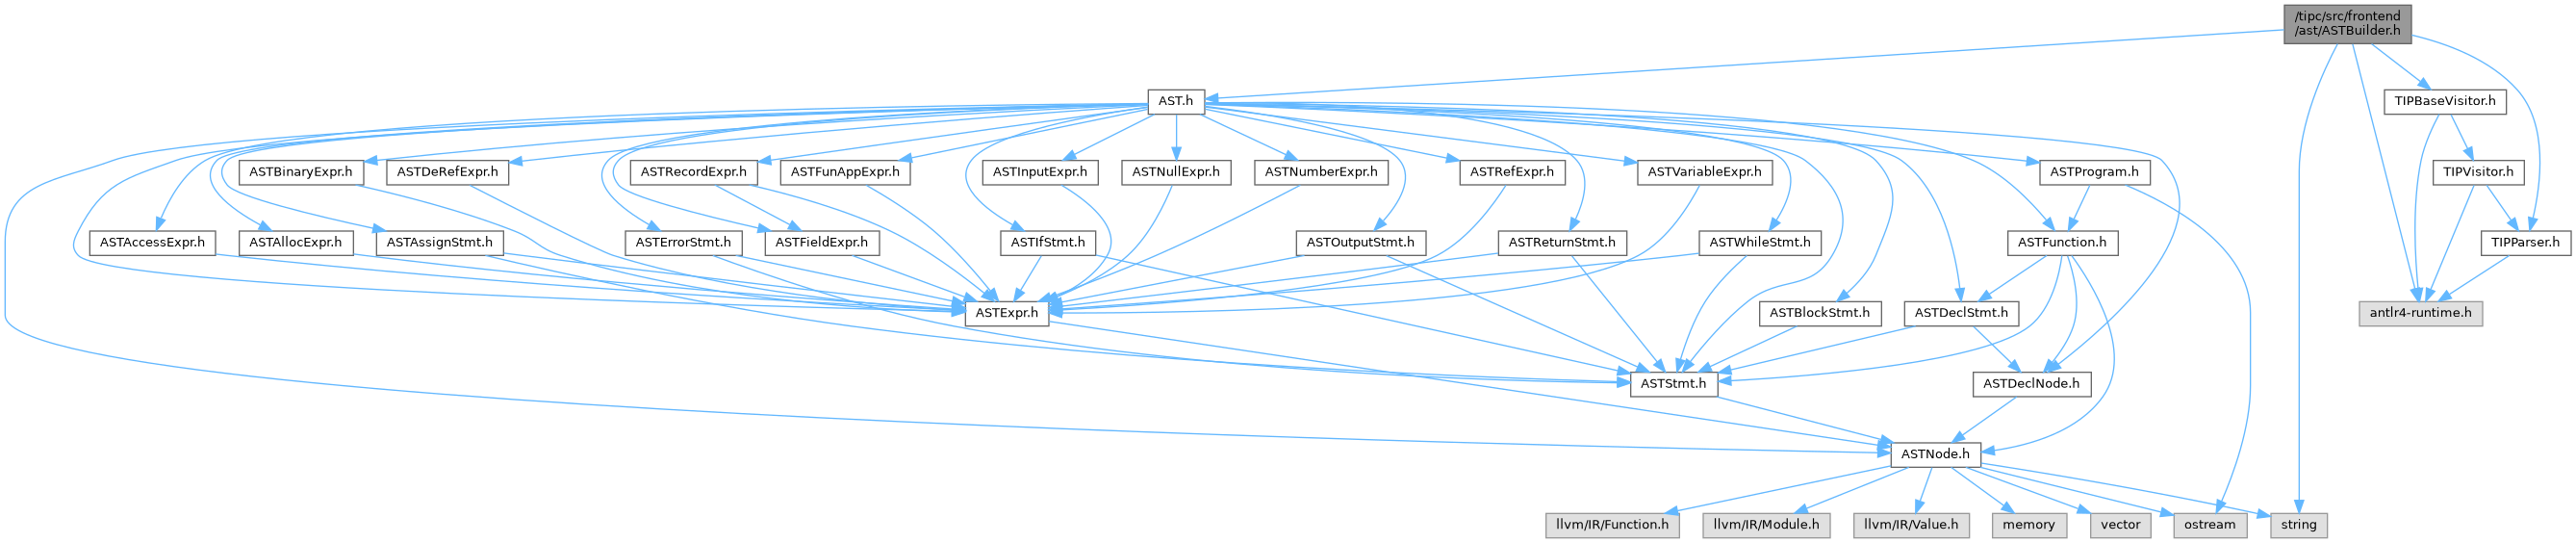 /tipc/src/frontend
/ast/ASTBuilder.h
AST.h
TIPBaseVisitor.h
ASTBinaryExpr.h
ASTDeRefExpr.h
ASTRecordExpr.h
ASTFunAppExpr.h
ASTInputExpr.h
ASTNullExpr.h
ASTNumberExpr.h
ASTRefExpr.h
ASTVariableExpr.h
ASTProgram.h
TIPVisitor.h
ASTAccessExpr.h
ASTAllocExpr.h
ASTAssignStmt.h
ASTErrorStmt.h
ASTFieldExpr.h
ASTIfStmt.h
ASTOutputStmt.h
ASTReturnStmt.h
ASTWhileStmt.h
ASTFunction.h
TIPParser.h
ASTExpr.h
ASTBlockStmt.h
ASTDeclStmt.h
antlr4-runtime.h
ASTStmt.h
ASTDeclNode.h
ASTNode.h
llvm/IR/Function.h
llvm/IR/Module.h
llvm/IR/Value.h
memory
vector
ostream
string